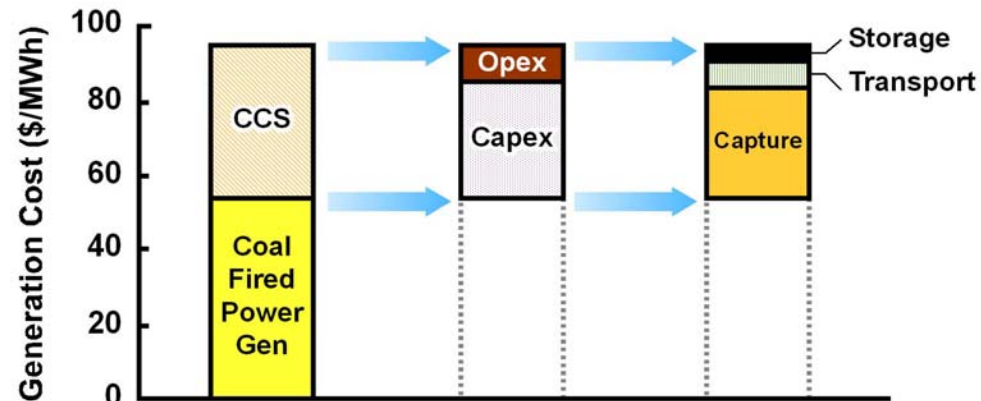 Generation Cost ($/MWh)
100
80
60
40
20
0
CCS
Coal
Fired
Power
Gen
Opex
Capex
Storage
Transport
Capture